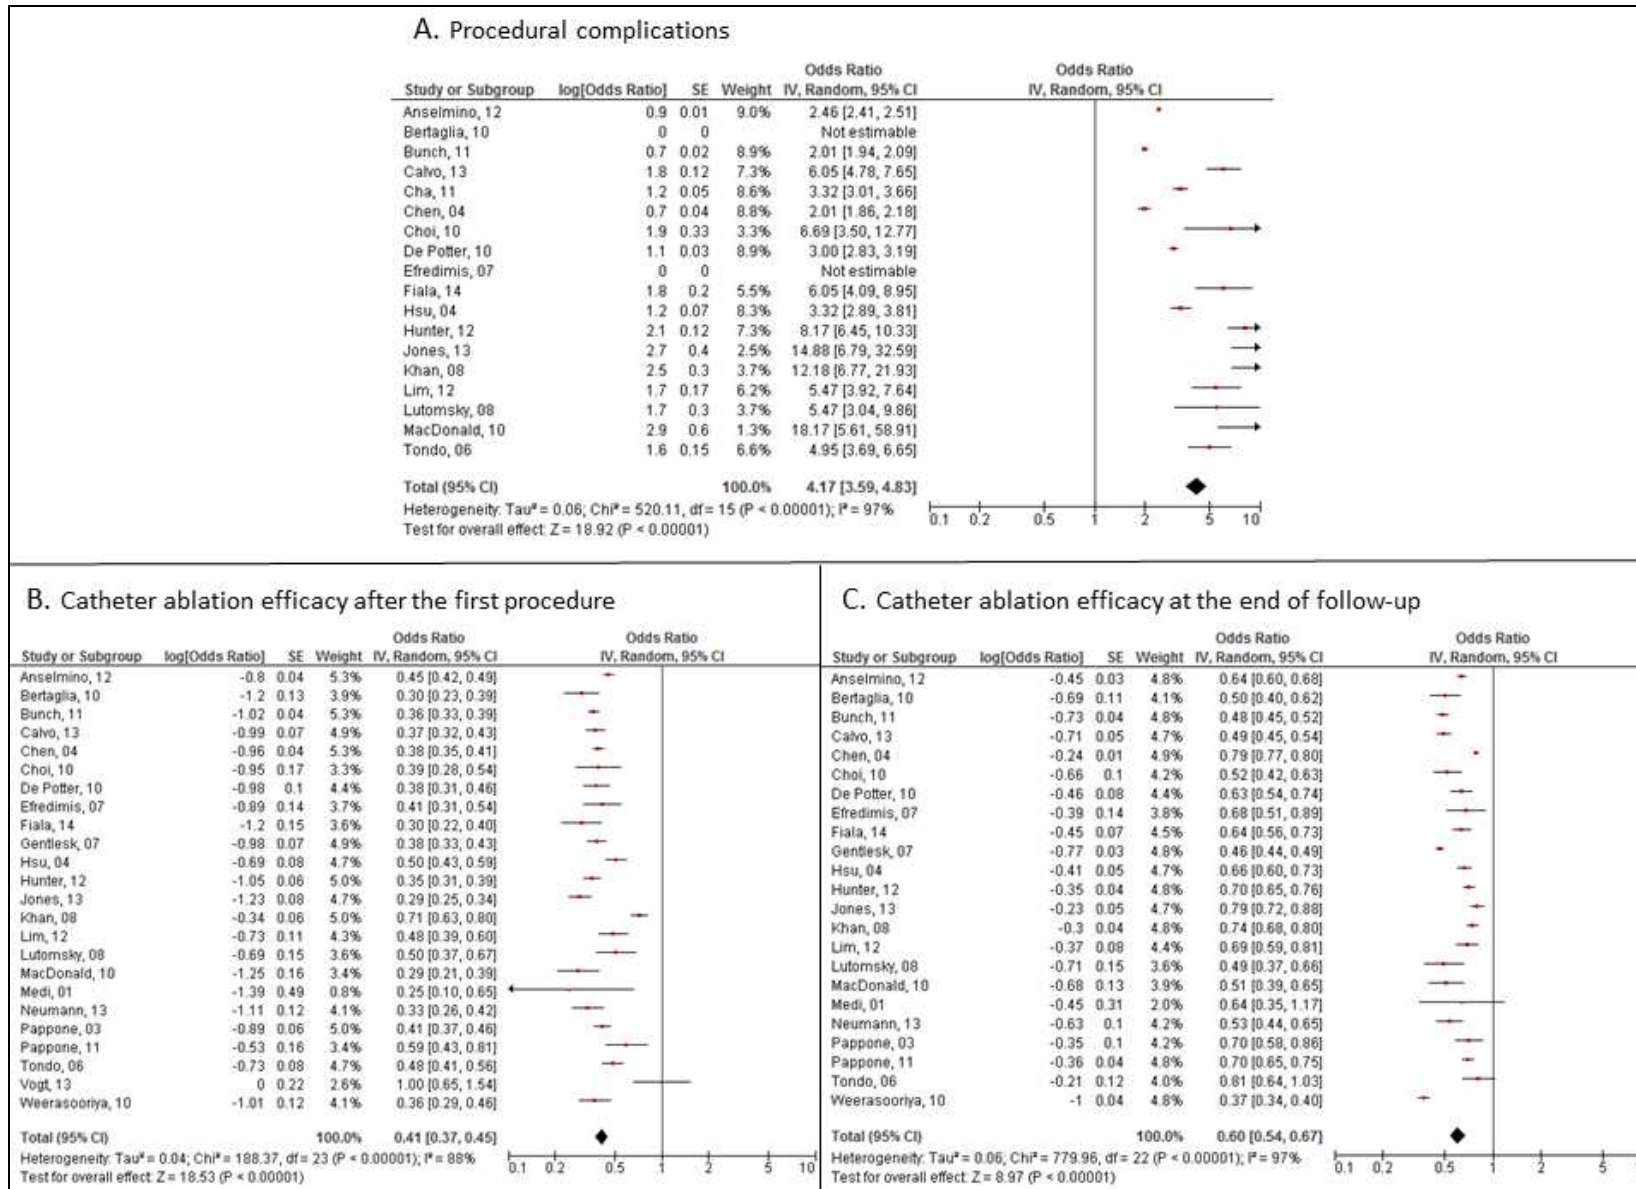 A. Procedural complications
Odds Ratio Odds Ratio
Study or Subgroup log[Odds Ratio] SE Weight IV, Random, 95% CI IV, Random, 95% CI
Anselmino, 12 0.9 0.01 9.0% 2.46 [2.41, 2.51]
Bertaglia, 10 0 0 Not estimable
Bunch, 11 0.7 0.02 8.9% 2.01 [1.94, 2.09]
Calvo, 13 1.8 0.12 7.3% 6.05 [4.78, 7.65]
Cha, 11 1.2 0.05 8.6% 3.32 [3.01, 3.66]
Chen, 04 0.7 0.04 8.8% 2.01 [1.86, 2.18]
Choi, 10 1.9 0.33 3.3% 6.69 [3.50, 12.77]
De Potter, 10 1.1 0.03 8.9% 3.00 [2.83, 3.19]
Efredimis, 07 0 0 Not estimable
Fiala, 14 1.8 0.2 5.5% 6.05 [4.09, 8.95]
Hsu, 04 1.2 0.07 8.3% 3.32 [2.89, 3.81]
Hunter, 12 2.1 0.12 7.3% 8.17 [6.45, 10.33]
Jones, 13 2.7 0.4 2.5% 14.88 [6.79, 32.59]
Khan, 08 2.5 0.3 3.7% 12.18 [6.77, 21.93]
Lim, 12 1.7 0.17 6.2% 5.47 [3.92, 7.64]
Lutomsky, 08 1.7 0.3 3.7% 5.47 [3.04, 9.86]
MacDonald, 10 2.9 0.6 1.3% 18.17 [5.61, 58.91]
Tondo, 06 1.6 0.15 6.6% 4.95 [3.69, 6.65]
Total (95% CI) 100.0% 4.17 [3.59, 4.83]
Heterogeneity: Tau² = 0.06; Chi² = 520.11, df = 15 (P < 0.00001); I² = 97%
Test for overall effect: Z = 18.92 (P < 0.00001)
0.1 0.2 0.5 1 2 5 10
B. Catheter ablation efficacy after the first procedure
Odds Ratio Odds Ratio
Study or Subgroup log[Odds Ratio] SE Weight IV, Random, 95% CI IV, Random, 95% CI
Anselmino, 12 -0.8 0.04 5.3% 0.45 [0.42, 0.49]
Bertaglia, 10 -1.2 0.13 3.9% 0.30 [0.23, 0.39]
Bunch, 11 -1.02 0.04 5.3% 0.36 [0.33, 0.39]
Calvo, 13 -0.99 0.07 4.9% 0.37 [0.32, 0.43]
Chen, 04 -0.96 0.04 5.3% 0.38 [0.35, 0.41]
Choi, 10 -0.95 0.17 3.3% 0.39 [0.28, 0.54]
De Potter, 10 -0.98 0.1 4.4% 0.38 [0.31, 0.46]
Efredimis, 07 -0.89 0.14 3.7% 0.41 [0.31, 0.54]
Fiala, 14 -1.2 0.15 3.6% 0.30 [0.22, 0.40]
Gentlesk, 07 -0.98 0.07 4.9% 0.38 [0.33, 0.43]
Hsu, 04 -0.69 0.08 4.7% 0.50 [0.43, 0.59]
Hunter, 12 -1.05 0.06 5.0% 0.35 [0.31, 0.39]
Jones, 13 -1.23 0.08 4.7% 0.29 [0.25, 0.34]
Khan, 08 -0.34 0.06 5.0% 0.71 [0.63, 0.80]
Lim, 12 -0.73 0.11 4.3% 0.48 [0.39, 0.60]
Lutomsky, 08 -0.69 0.15 3.6% 0.50 [0.37, 0.67]
MacDonald, 10 -1.25 0.16 3.4% 0.29 [0.21, 0.39]
Medi, 01 -1.39 0.49 0.8% 0.25 [0.10, 0.65]
Neumann, 13 -1.11 0.12 4.1% 0.33 [0.26, 0.42]
Pappone, 03 -0.89 0.06 5.0% 0.41 [0.37, 0.46]
Pappone, 11 -0.53 0.16 3.4% 0.59 [0.43, 0.81]
Tondo, 06 -0.73 0.08 4.7% 0.48 [0.41, 0.56]
Vogt, 13 0 0.22 2.6% 1.00 [0.65, 1.54]
Weerasooriya, 10 -1.01 0.12 4.1% 0.36 [0.29, 0.46]
Total (95% CI) 100.0% 0.41 [0.37, 0.45]
Heterogeneity: Tau² = 0.04; Chi² = 188.37, df = 23 (P < 0.00001); I² = 88%
Test for overall effect: Z = 18.53 (P < 0.00001)
0.1 0.2 0.5 1 2 5 10
C. Catheter ablation efficacy at the end of follow-up
Odds Ratio Odds Ratio
Study or Subgroup log[Odds Ratio] SE Weight IV, Random, 95% CI IV, Random, 95% CI
Anselmino, 12 -0.45 0.03 4.8% 0.64 [0.60, 0.68]
Bertaglia, 10 -0.69 0.11 4.1% 0.50 [0.40, 0.62]
Bunch, 11 -0.73 0.04 4.8% 0.48 [0.45, 0.52]
Calvo, 13 -0.71 0.05 4.7% 0.49 [0.45, 0.54]
Chen, 04 -0.24 0.01 4.9% 0.79 [0.77, 0.80]
Choi, 10 -0.66 0.1 4.2% 0.52 [0.42, 0.63]
De Potter, 10 -0.46 0.08 4.4% 0.63 [0.54, 0.74]
Efredimis, 07 -0.39 0.14 3.7% 0.68 [0.51, 0.89]
Fiala, 14 -0.45 0.07 4.5% 0.64 [0.56, 0.73]
Gentlesk, 07 -0.77 0.03 4.8% 0.46 [0.44, 0.49]
Hsu, 04 -0.41 0.05 4.7% 0.66 [0.60, 0.73]
Hunter, 12 -0.35 0.04 4.8% 0.70 [0.65, 0.76]
Jones, 13 -0.23 0.05 4.7% 0.79 [0.72, 0.88]
Khan, 08 -0.3 0.04 4.8% 0.74 [0.68, 0.80]
Lim, 12 -0.37 0.08 4.4% 0.69 [0.59, 0.81]
Lutomsky, 08 -0.71 0.15 3.6% 0.49 [0.37, 0.66]
MacDonald, 10 -0.68 0.13 3.9% 0.51 [0.39, 0.65]
Medi, 01 -0.45 0.31 2.0% 0.64 [0.35, 1.17]
Neumann, 13 -0.63 0.1 4.2% 0.53 [0.44, 0.65]
Pappone, 03 -0.35 0.1 4.2% 0.70 [0.58, 0.86]
Pappone, 11 -0.36 0.04 4.8% 0.70 [0.65, 0.75]
Tondo, 06 -0.21 0.12 4.0% 0.81 [0.64, 1.03]
Weerasooriya, 10 -1 0.04 4.8% 0.37 [0.34, 0.40]
Total (95% CI) 100.0% 0.60 [0.54, 0.67]
Heterogeneity: Tau² = 0.06; Chi² = 779.96, df = 22 (P < 0.00001); I² = 97%
Test for overall effect: Z = 8.97 (P < 0.00001)
0.1 0.2 0.5 1 2 5